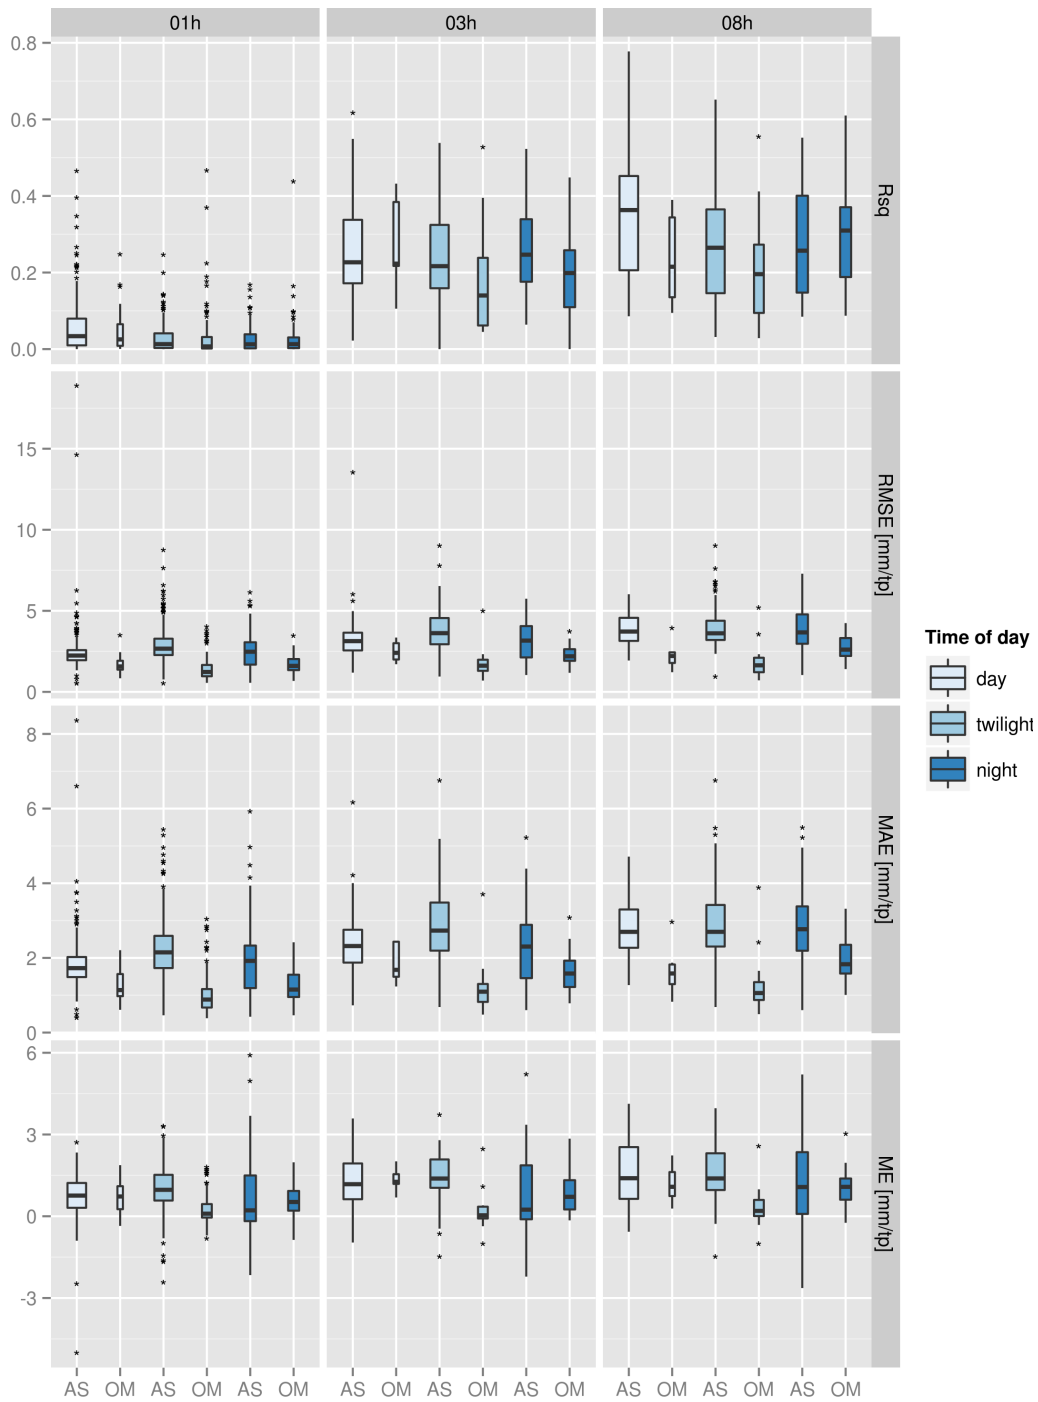 01h 03h 08h
0.8
0.6
0.4
0.2
0.0
Rsq
15
10
5
0
RMSE [mm/tp]
8
6
4
2
0
MAE [mm/tp]
6
3
0
-3
ME [mm/tp]
AS OM AS OM AS OM AS OM AS OM AS OM AS OM AS OM AS OM
Time of day
day
twilight
night